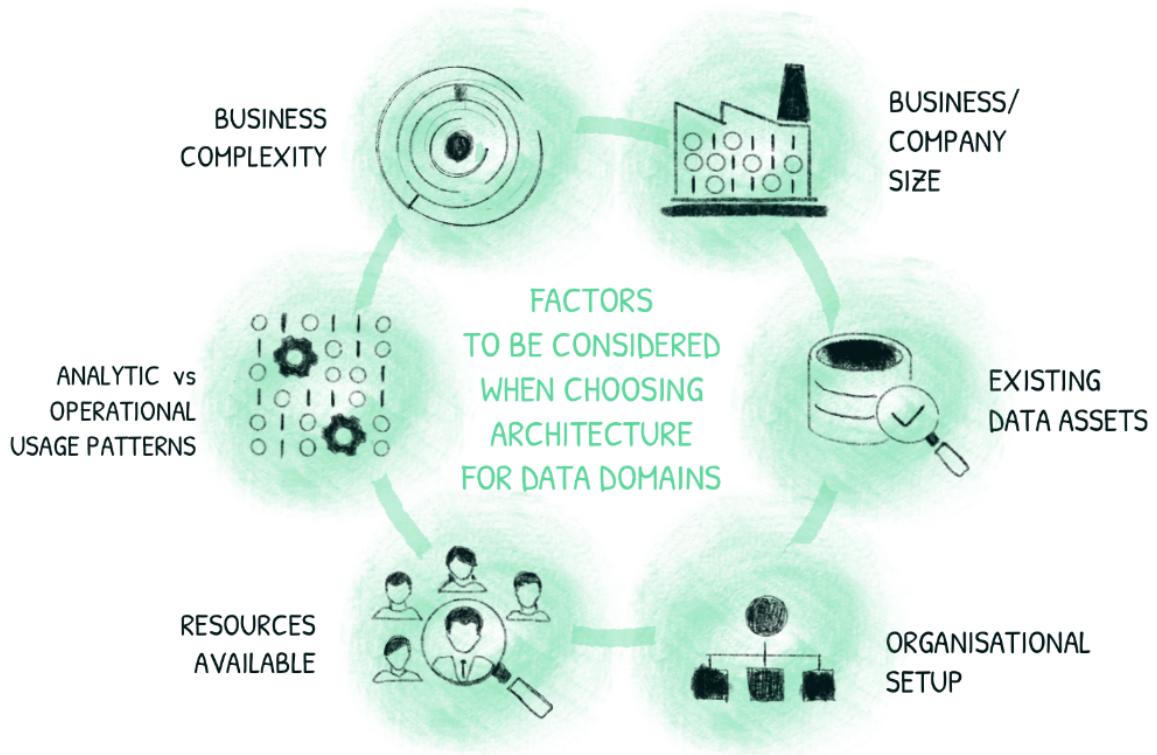 BUSINESS
COMPLEXITY
BUSINESS/
COMPANY
SIZE
FACTORS
TO BE CONSIDERED
WHEN CHOOSING
ARCHITECTURE
FOR DATA DOMAINS
ANALYTIC vs
OPERATIONAL
USAGE PATTERNS
EXISTING
DATA ASSETS
RESOURCES
AVAILABLE
ORGANISATIONAL
SETUP